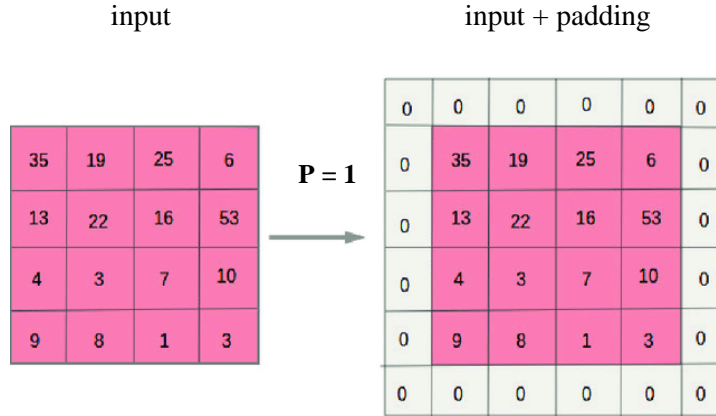 input
input + padding
35 19 25 6
13 22 16 53
4 3 7 10
9 8 1 3
P = 1
0 0 0 0 0 0
0 35 19 25 6 0
0 13 22 16 53 0
0 4 3 7 10 0
0 9 8 1 3 0
0 0 0 0 0 0